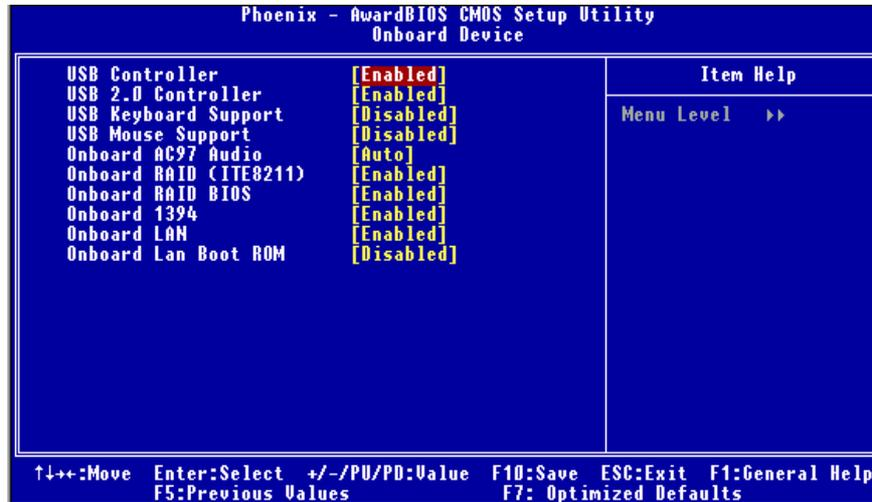 Phoenix - AwardBIOS CMOS Setup Utility
Onboard Device
USB Controller [Enabled]
USB 2.0 Controller [Enabled]
USB Keyboard Support [Disabled]
USB Mouse Support [Disabled]
Onboard AC97 Audio [Auto]
Onboard RAID (ITE8211) [Enabled]
Onboard RAID BIOS [Enabled]
Onboard 1394 [Enabled]
Onboard LAN [Enabled]
Onboard Lan Boot ROM [Disabled]
Item Help
Menu Level ▸▸
↑↓→←:Move Enter:Select +/-/PU/PD:Value F10:Save ESC:Exit F1:General Help
F5:Previous Values F7: Optimized Defaults